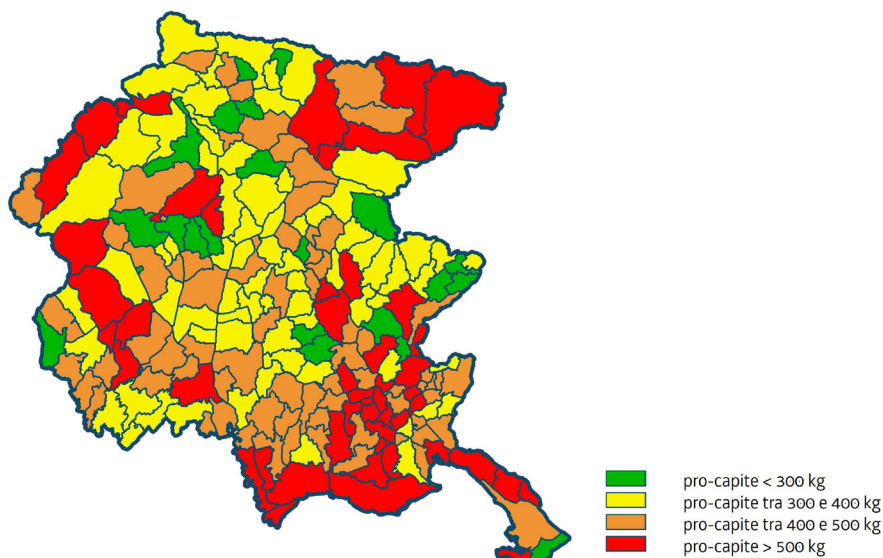 pro-capite < 300 kg
pro-capite tra 300 e 400 kg
pro-capite tra 400 e 500 kg
pro-capite > 500 kg